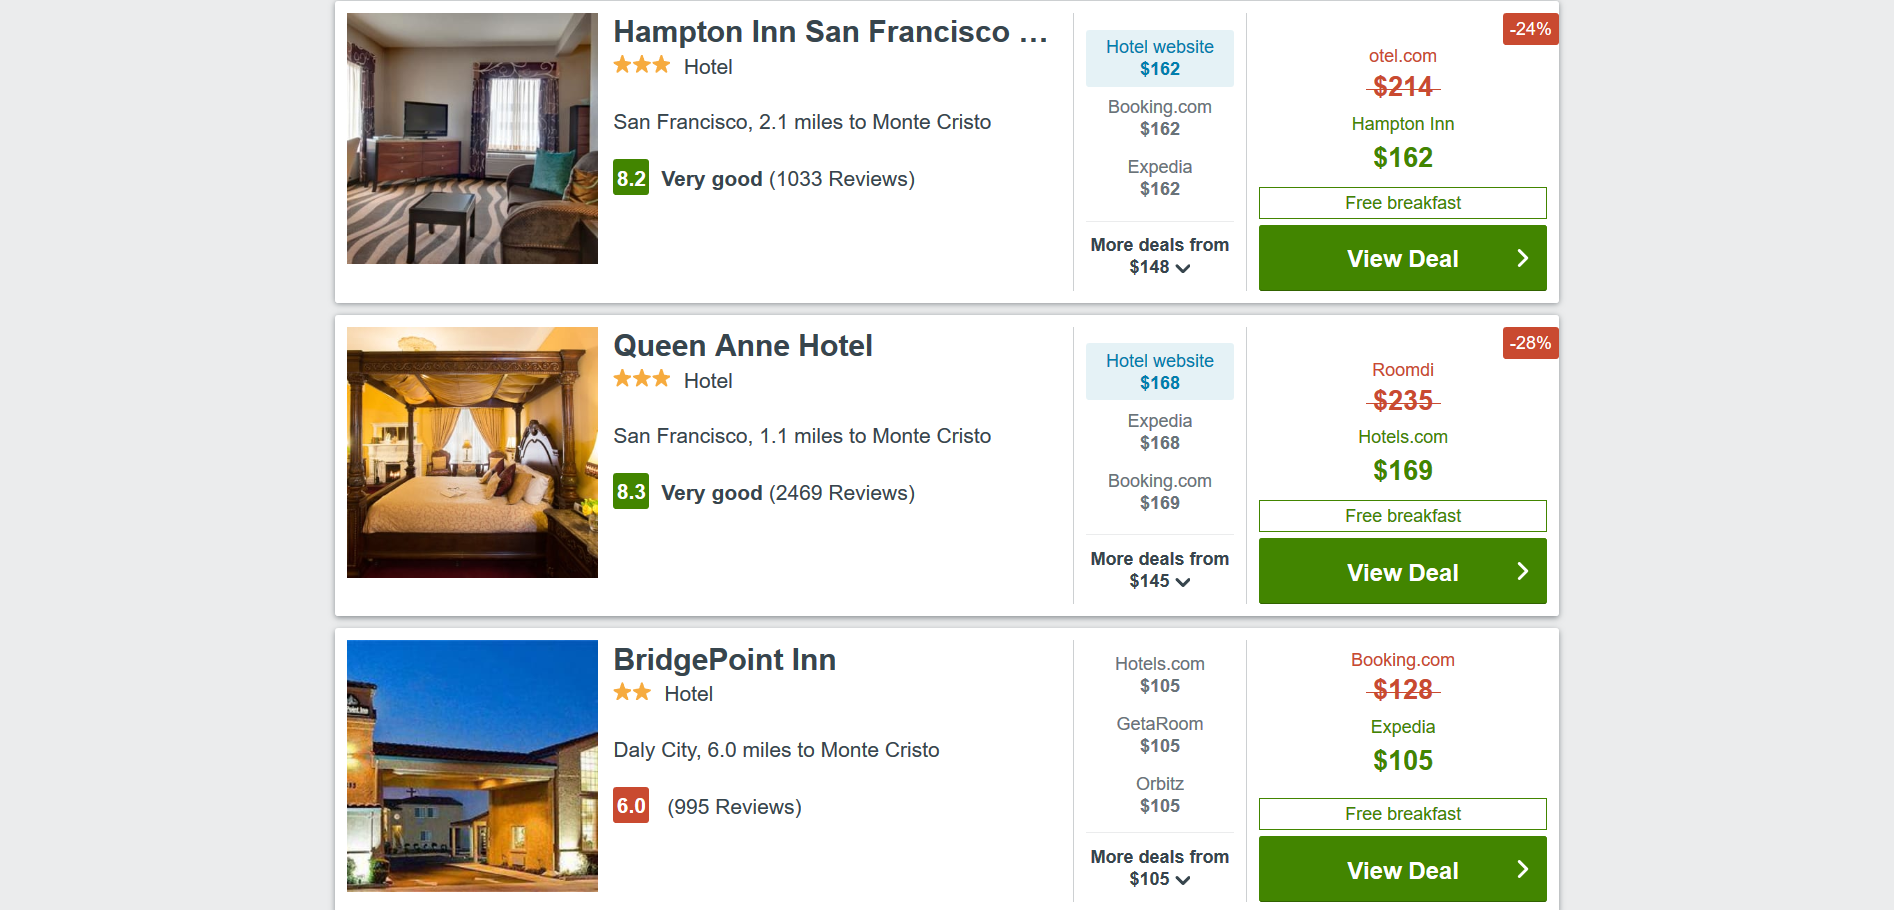 Hampton Inn San Francisco ...
Hotel
San Francisco, 2.1 miles to Monte Cristo
8.2 Very good (1033 Reviews)
Hotel website
$162
Booking.com
$162
Expedia
$162
More deals from
$148
-24%
otel.com
$214
Hampton Inn
$162
Free breakfast
View Deal
Queen Anne Hotel
Hotel
San Francisco, 1.1 miles to Monte Cristo
8.3 Very good (2469 Reviews)
Hotel website
$168
Expedia
$168
Booking.com
$169
More deals from
$145
-28%
Roomdi
$235
Hotels.com
$169
Free breakfast
View Deal
BridgePoint Inn
Hotel
Daly City, 6.0 miles to Monte Cristo
6.0 (995 Reviews)
Hotels.com
$105
GetaRoom
$105
Orbitz
$105
More deals from
$105
Booking.com
$128
Expedia
$105
Free breakfast
View Deal